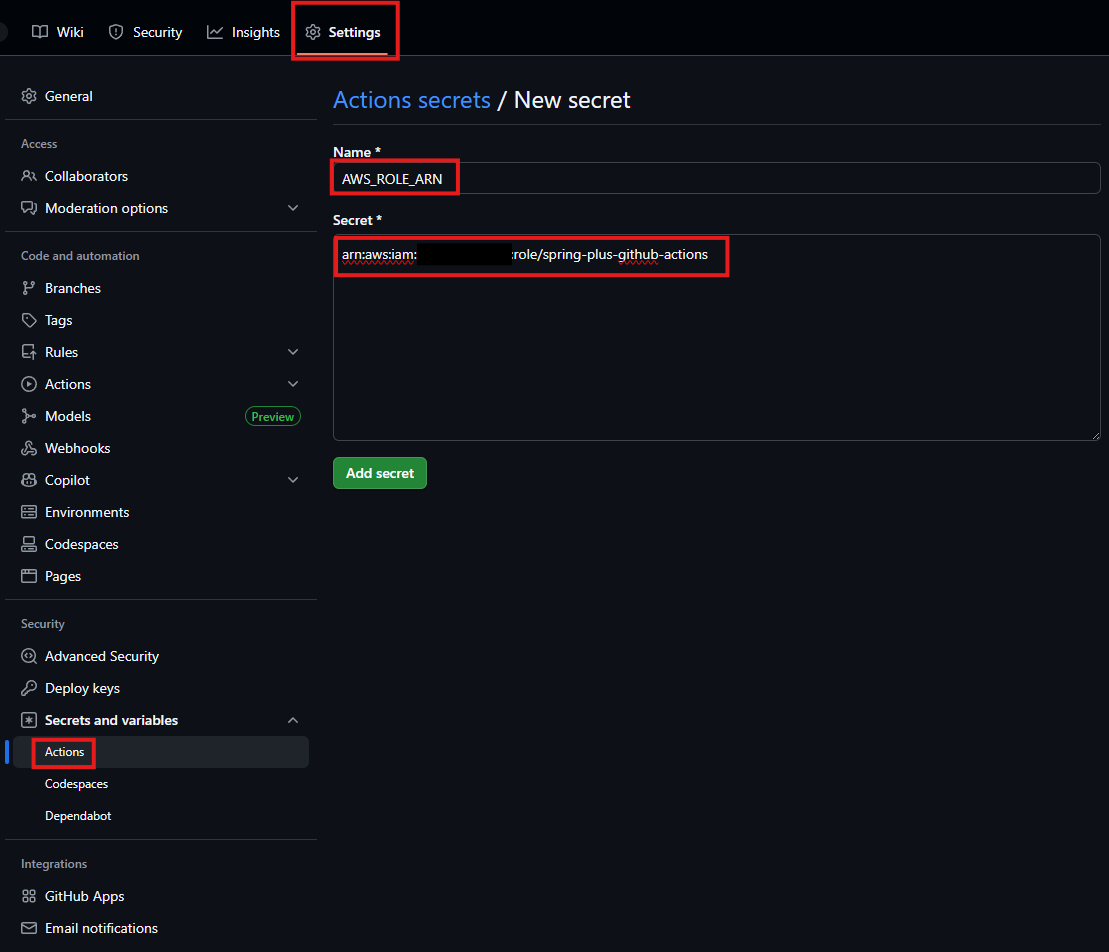 Wiki Security Insights Settings
General
Access
Collaborators
Moderation options
Code and automation
Branches
Tags
Rules
Actions
Models Preview
Webhooks
Copilot
Environments
Codespaces
Pages
Security
Advanced Security
Deploy keys
Secrets and variables
Actions
Codespaces
Dependabot
Integrations
GitHub Apps
Email notifications
Actions secrets / New secret
Name *
AWS_ROLE_ARN
Secret *
arn:aws:iam: :role/spring-plus-github-actions
Add secret